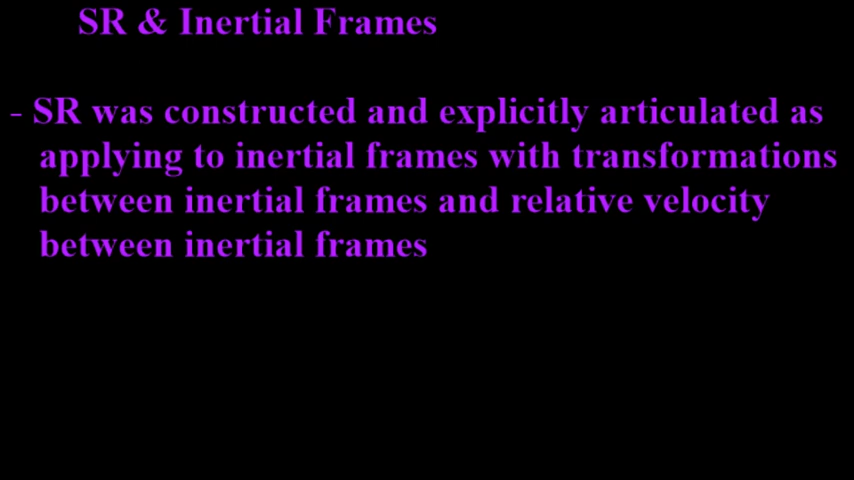 SR & Inertial Frames
- SR was constructed and explicitly articulated as
applying to inertial frames with transformations
between inertial frames and relative velocity
between inertial frames